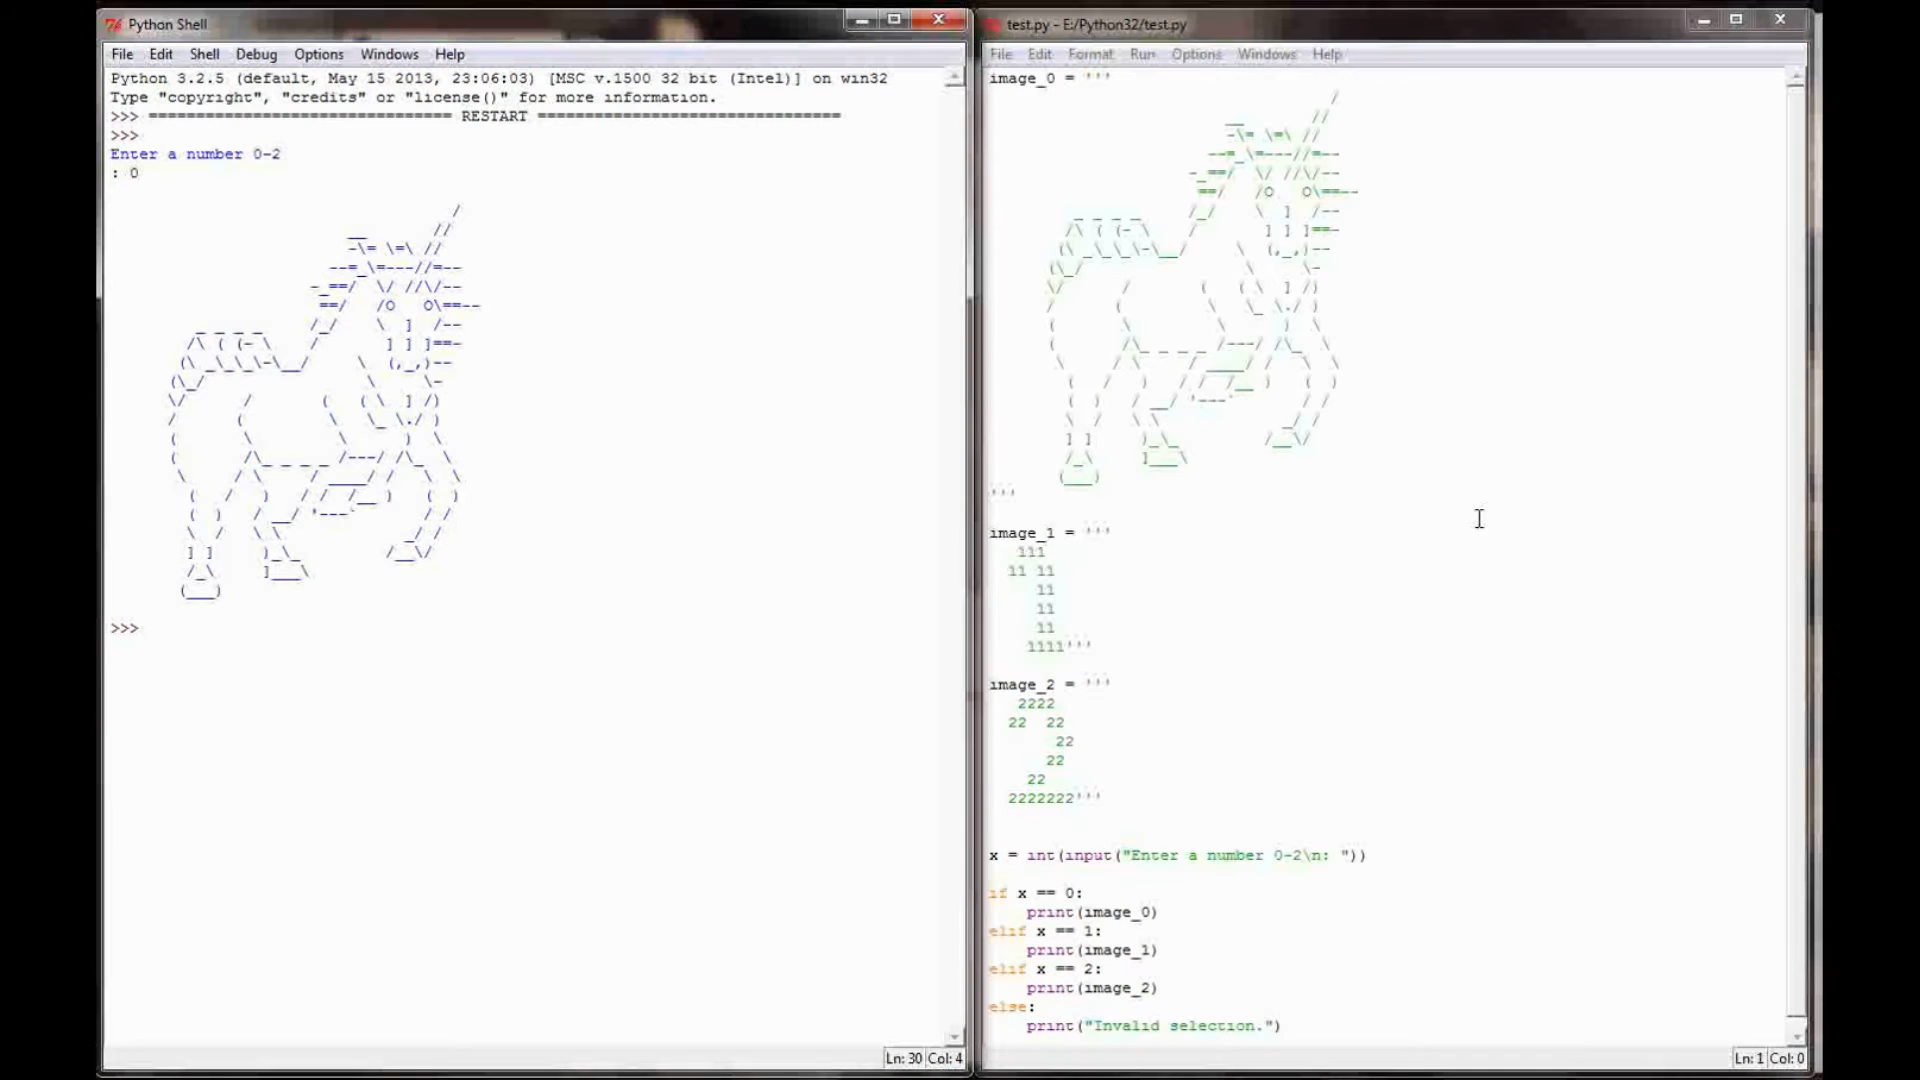 Python Shell
File Edit Shell Debug Options Windows Help
Python 3.2.5 (default, May 15 2013, 23:06:03) [MSC v.1500 32 bit (Intel)] on win32
Type "copyright", "credits" or "license()" for more information.
>>> ================================ RESTART ================================
>>>
Enter a number 0-2
: 0
>>>
Ln: 30 Col: 4
test.py - E:/Python32/test.py
File Edit Format Run Options Windows Help
image_0 = '''
'''
image_1 = '''
111
11 11
11
11
11
1111'''
image_2 = '''
2222
22  22
22
22
22
2222222'''
x = int(input("Enter a number 0-2\n: "))
if x == 0:
    print(image_0)
elif x == 1:
    print(image_1)
elif x == 2:
    print(image_2)
else:
    print("Invalid selection.")
Ln: 1 Col: 0